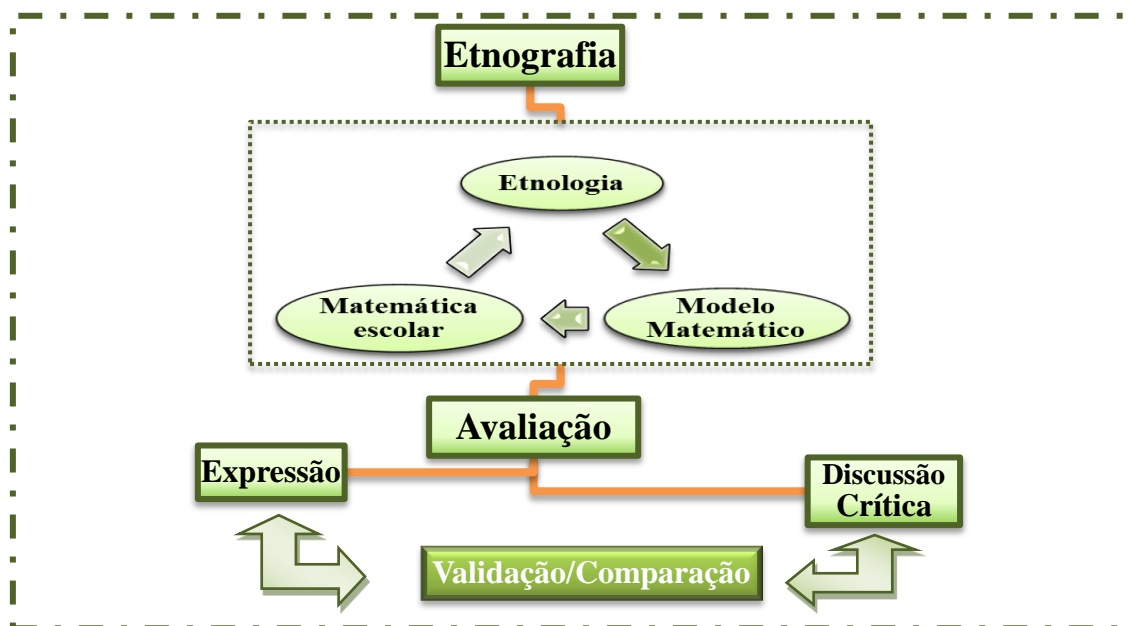 Etnografia
Etnologia
Matemática
escolar
Modelo
Matemático
Avaliação
Expressão
Discussão
Crítica
Validação/Comparação